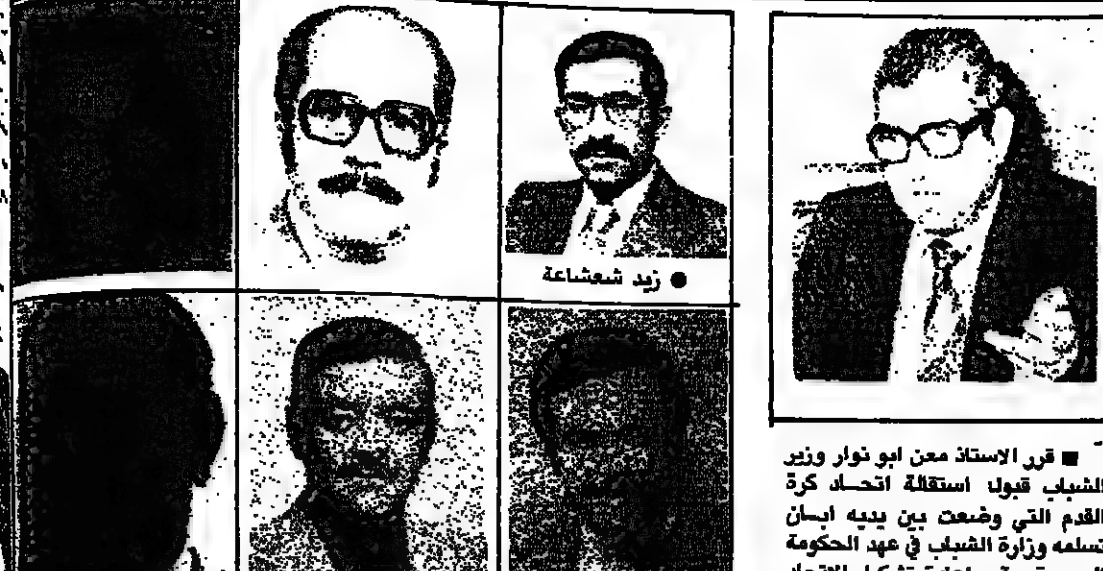 ● زيد شعشاعة
■ قرر الاستاذ معن ابو نوار وزير
الشباب قبول استقالة اتحاد كرة
القدم التي وضعت بين يديه ابان
تسلمه وزارة الشباب في عهد الحكومة